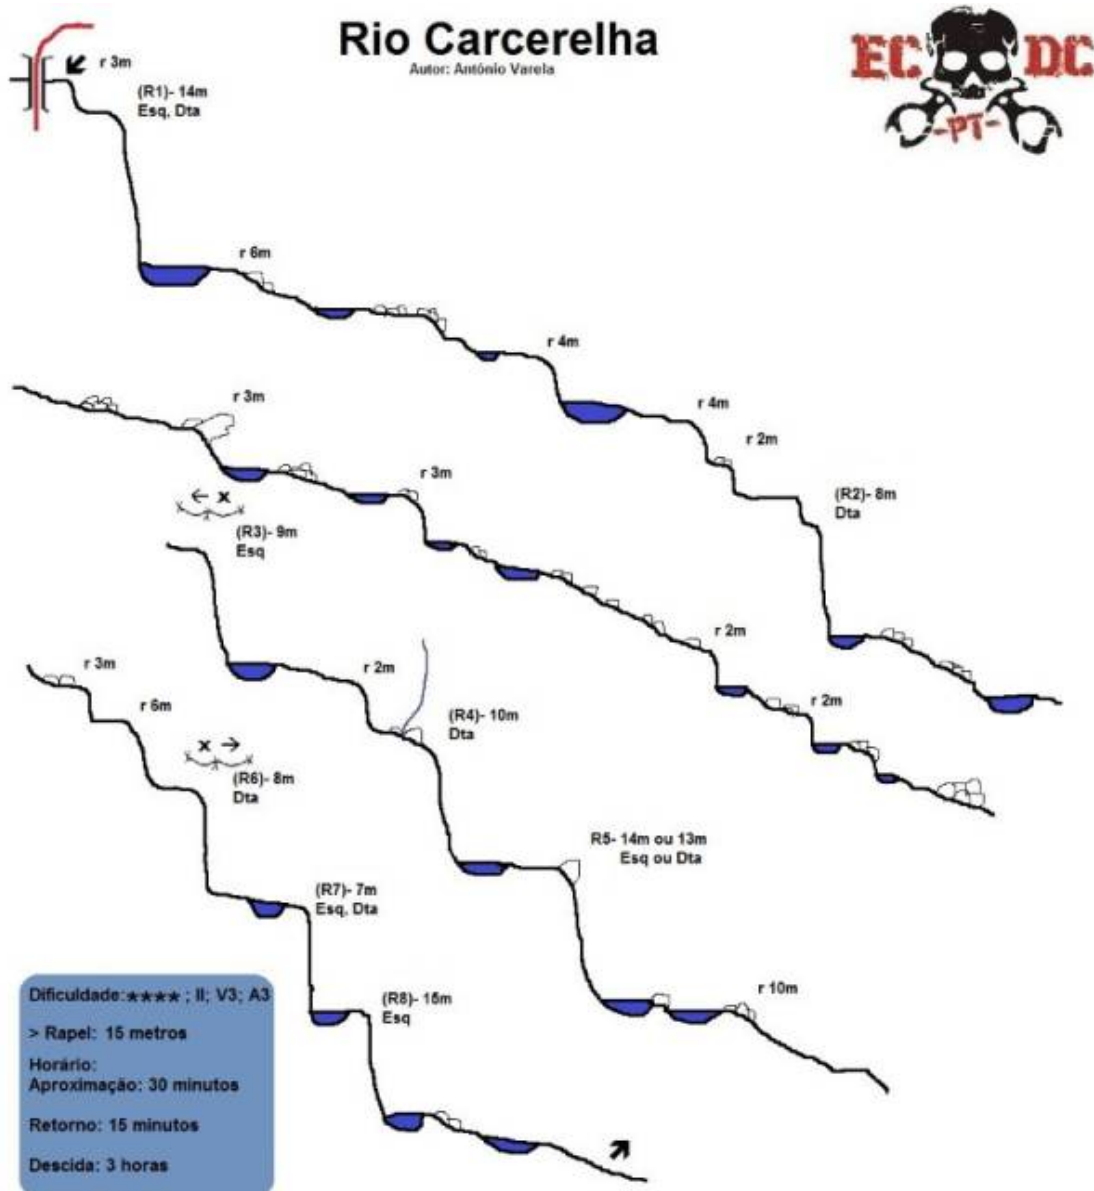 Rio Carcerelha
Autor: António Varela
EC DC
-PT-
r 3m
(R1)- 14m
Esq, Dta
r 6m
r 4m
r 4m
r 2m
(R2)- 8m
Dta
r 3m
r 3m
r 2m
r 2m
← x
(R3)- 9m
Esq
r 2m
(R4)- 10m
Dta
R5- 14m ou 13m
Esq ou Dta
r 10m
r 3m
r 6m
x →
(R6)- 8m
Dta
(R7)- 7m
Esq, Dta
(R8)- 15m
Esq
Dificuldade:★★★★ ; II; V3; A3
> Rapel: 15 metros
Horário:
Aproximação: 30 minutos
Retorno: 15 minutos
Descida: 3 horas